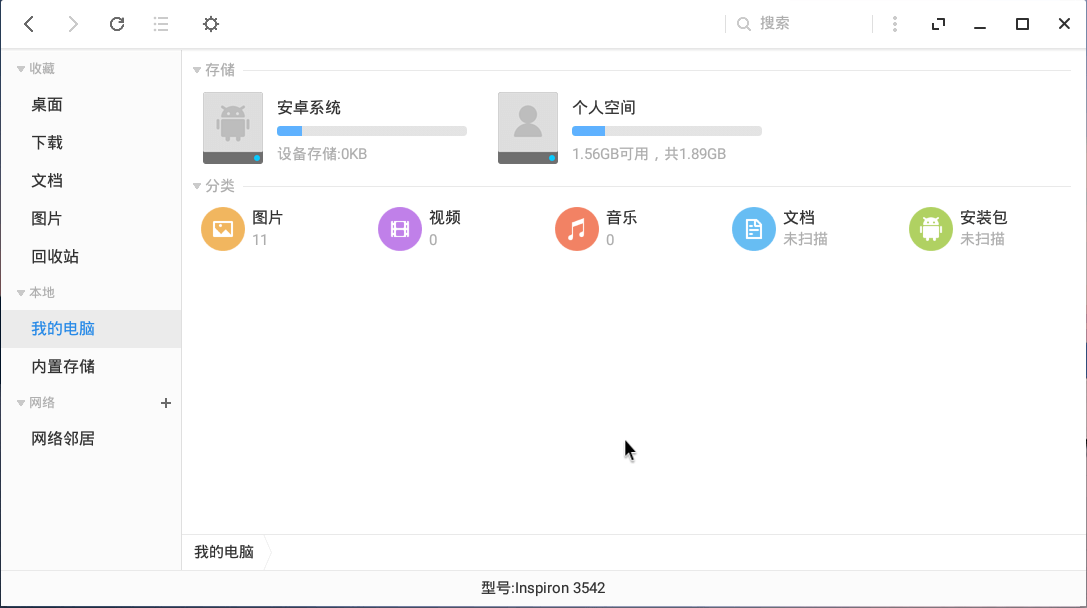 搜索
收藏
桌面
下载
文档
图片
回收站
本地
我的电脑
内置存储
网络
网络邻居
存储
安卓系统
设备存储:0KB
个人空间
1.56GB可用，共1.89GB
分类
图片
11
视频
0
音乐
0
文档
未扫描
安装包
未扫描
我的电脑
型号:Inspiron 3542